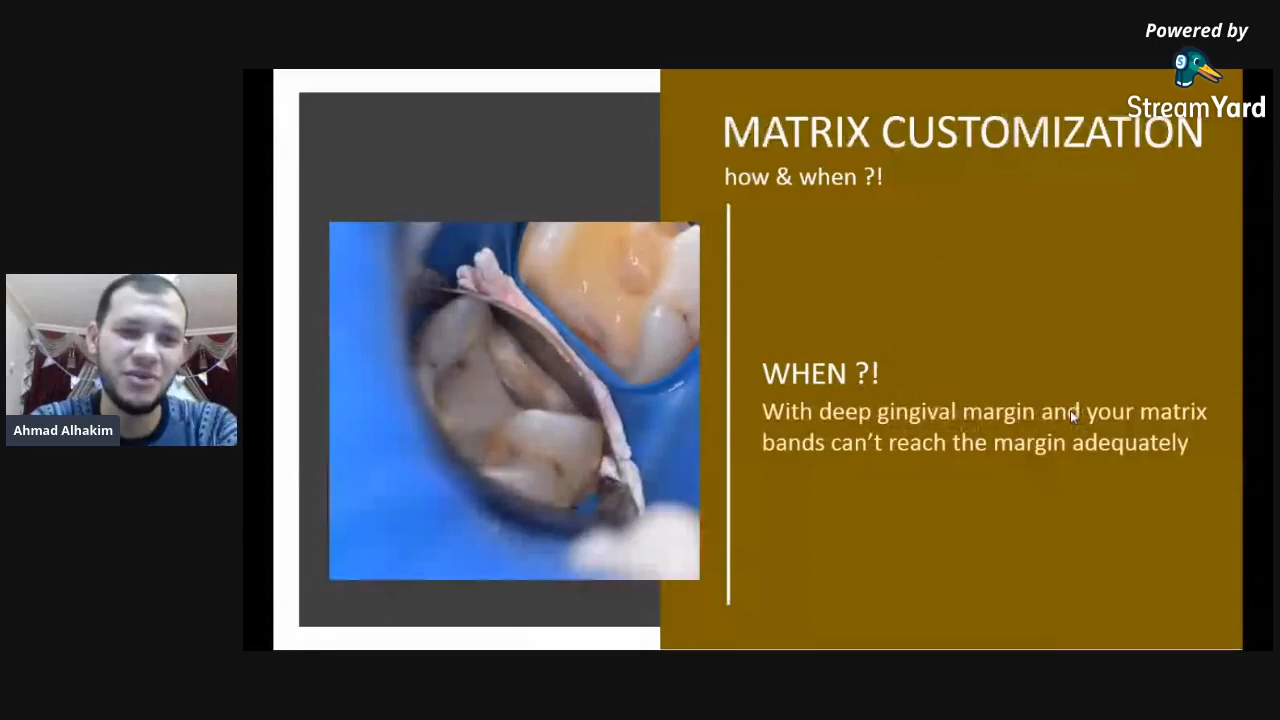 Powered by
StreamYard
MATRIX CUSTOMIZATION
how & when ?!
WHEN ?!
With deep gingival margin and your matrix
bands can't reach the margin adequately
Ahmad Alhakim